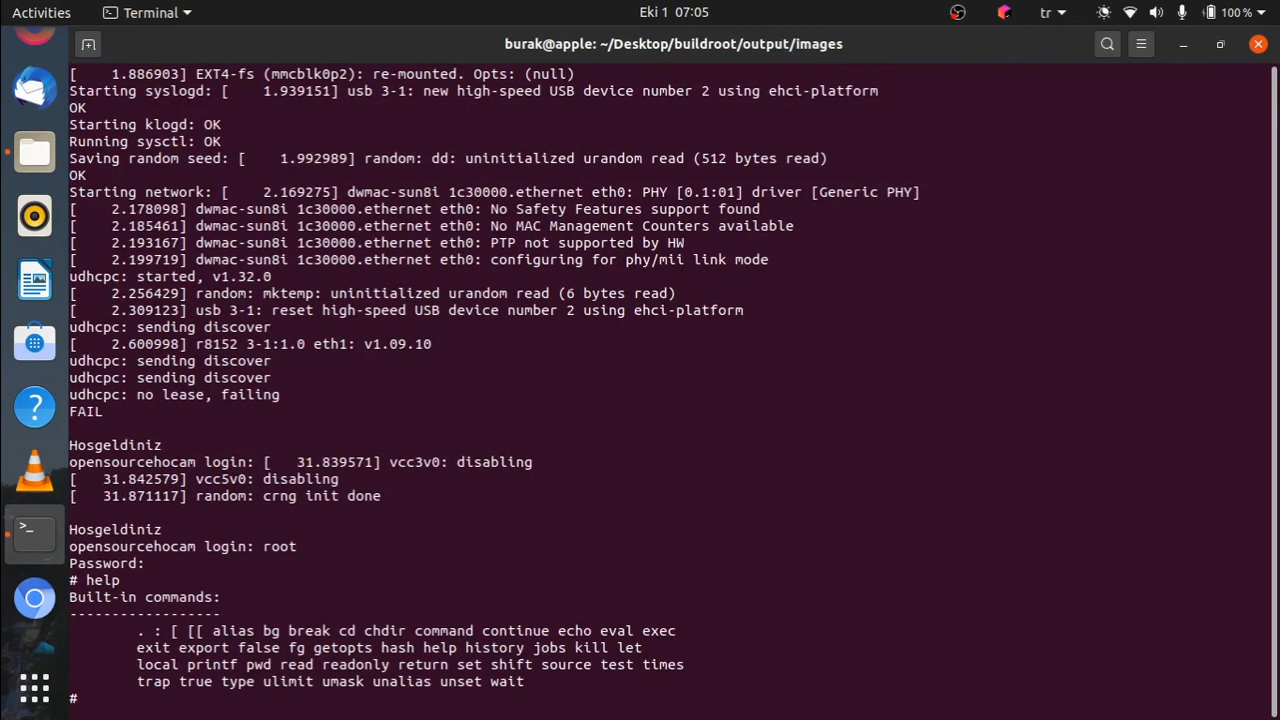 Activities
Terminal
Eki 1 07:05
tr
100 %
burak@apple: ~/Desktop/buildroot/output/images
[    1.886903] EXT4-fs (mmcblk0p2): re-mounted. Opts: (null)
Starting syslogd: [    1.939151] usb 3-1: new high-speed USB device number 2 using ehci-platform
OK
Starting klogd: OK
Running sysctl: OK
Saving random seed: [    1.992989] random: dd: uninitialized urandom read (512 bytes read)
OK
Starting network: [    2.169275] dwmac-sun8i 1c30000.ethernet eth0: PHY [0.1:01] driver [Generic PHY]
[    2.178098] dwmac-sun8i 1c30000.ethernet eth0: No Safety Features support found
[    2.185461] dwmac-sun8i 1c30000.ethernet eth0: No MAC Management Counters available
[    2.193167] dwmac-sun8i 1c30000.ethernet eth0: PTP not supported by HW
[    2.199719] dwmac-sun8i 1c30000.ethernet eth0: configuring for phy/mii link mode
udhcpc: started, v1.32.0
[    2.256429] random: mktemp: uninitialized urandom read (6 bytes read)
[    2.309123] usb 3-1: reset high-speed USB device number 2 using ehci-platform
udhcpc: sending discover
[    2.600998] r8152 3-1:1.0 eth1: v1.09.10
udhcpc: sending discover
udhcpc: sending discover
udhcpc: no lease, failing
FAIL
Hosgeldiniz
opensourcehocam login: [   31.839571] vcc3v0: disabling
[   31.842579] vcc5v0: disabling
[   31.871117] random: crng init done
Hosgeldiniz
opensourcehocam login: root
Password:
# help
Built-in commands:
------------------
. : [ [[ alias bg break cd chdir command continue echo eval exec
exit export false fg getopts hash help history jobs kill let
local printf pwd read readonly return set shift source test times
trap true type ulimit umask unalias unset wait
#